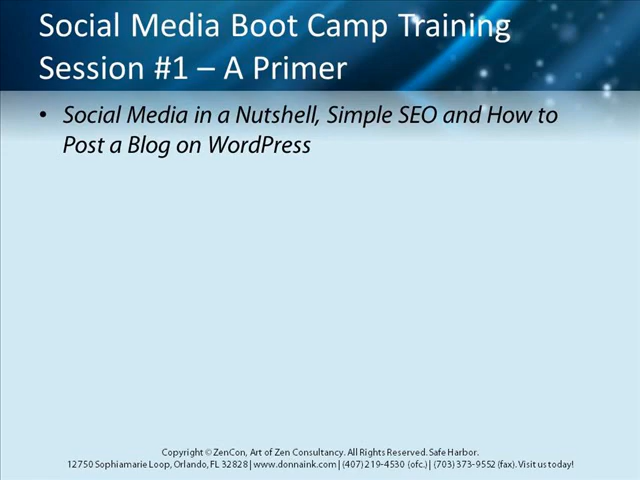 Social Media Boot Camp Training
Session #1 – A Primer
• Social Media in a Nutshell, Simple SEO and How to
Post a Blog on WordPress
Copyright © ZenCon, Art of Zen Consultancy. All Rights Reserved. Safe Harbor.
12750 Sophiamarie Loop, Orlando, FL 32828 | www.donnaink.com | (407) 219-4530 (ofc.) | (703) 373-9552 (fax). Visit us today!